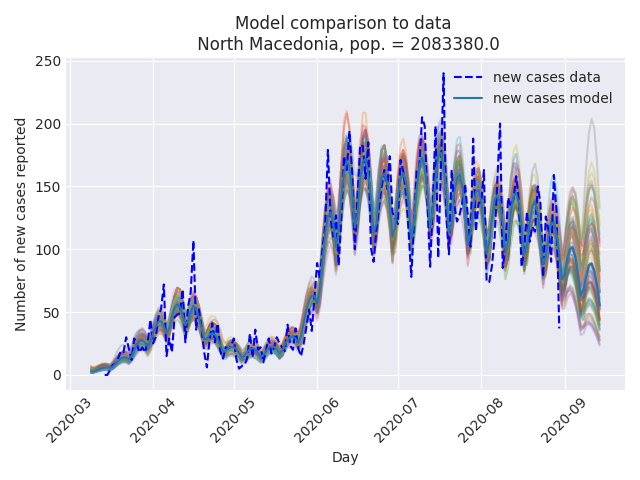 Model comparison to data
North Macedonia, pop. = 2083380.0
250
200
150
100
50
0
Number of new cases reported
new cases data
new cases model
2020-03
2020-04
2020-05
2020-06
2020-07
2020-08
2020-09
Day